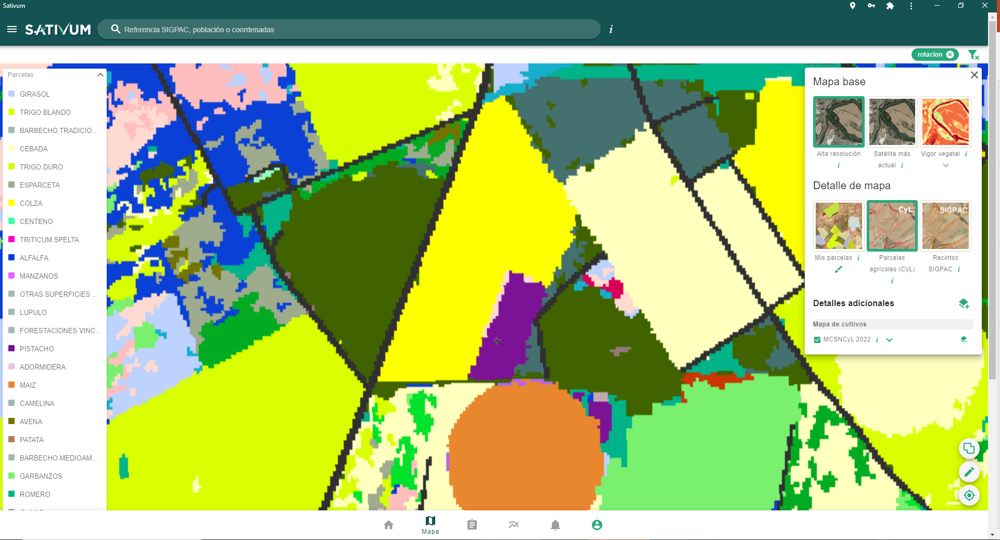 Sativum
SATIVUM
Referencia SIGPAC, población o coordenadas
i
rotacion
Parcelas
GIRASOL
TRIGO BLANDO
BARBECHO TRADICIO...
CEBADA
TRIGO DURO
ESPARCETA
COLZA
CENTENO
TRITICUM SPELTA
ALFALFA
MANZANOS
OTRAS SUPERFICIES ...
LUPULO
FORESTACIONES VINC...
PISTACHO
ADORMIDERA
MAIZ
CAMELINA
AVENA
PATATA
BARBECHO MEDIOAM...
GARBANZOS
ROMERO
Mapa base
Alta resolución i
Satélite más actual i
Vigor vegetal i
Detalle de mapa
CyL
SIGPAC
Mis parcelas i
Parcelas agrícolas (CyL) i
Recintos SIGPAC i
Detalles adicionales
Mapa de cultivos
MCSNCyL 2022 i
Mapa